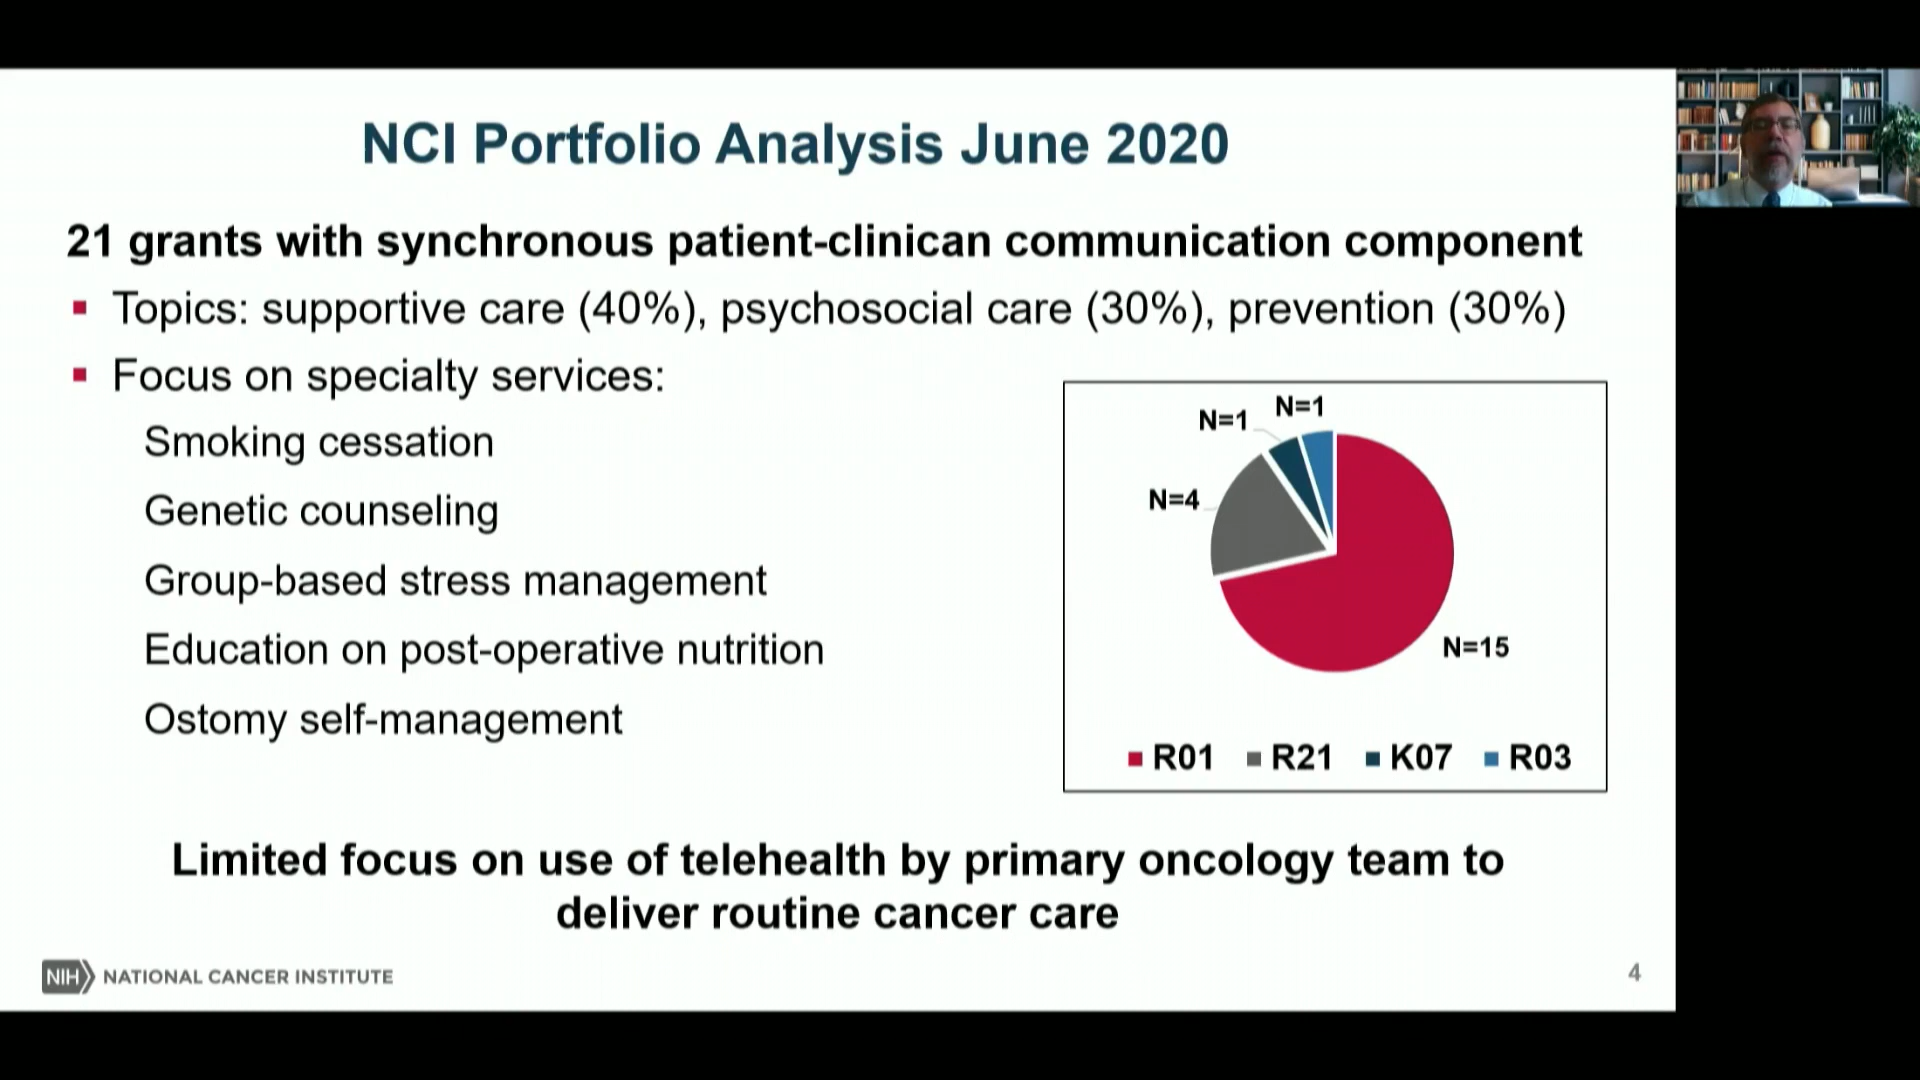 NCI Portfolio Analysis June 2020
21 grants with synchronous patient-clinican communication component
▪ Topics: supportive care (40%), psychosocial care (30%), prevention (30%)
▪ Focus on specialty services:
Smoking cessation
Genetic counseling
Group-based stress management
Education on post-operative nutrition
Ostomy self-management
N=1
N=1
N=4
N=15
R01 R21 K07 R03
Limited focus on use of telehealth by primary oncology team to
deliver routine cancer care
NIH NATIONAL CANCER INSTITUTE
4